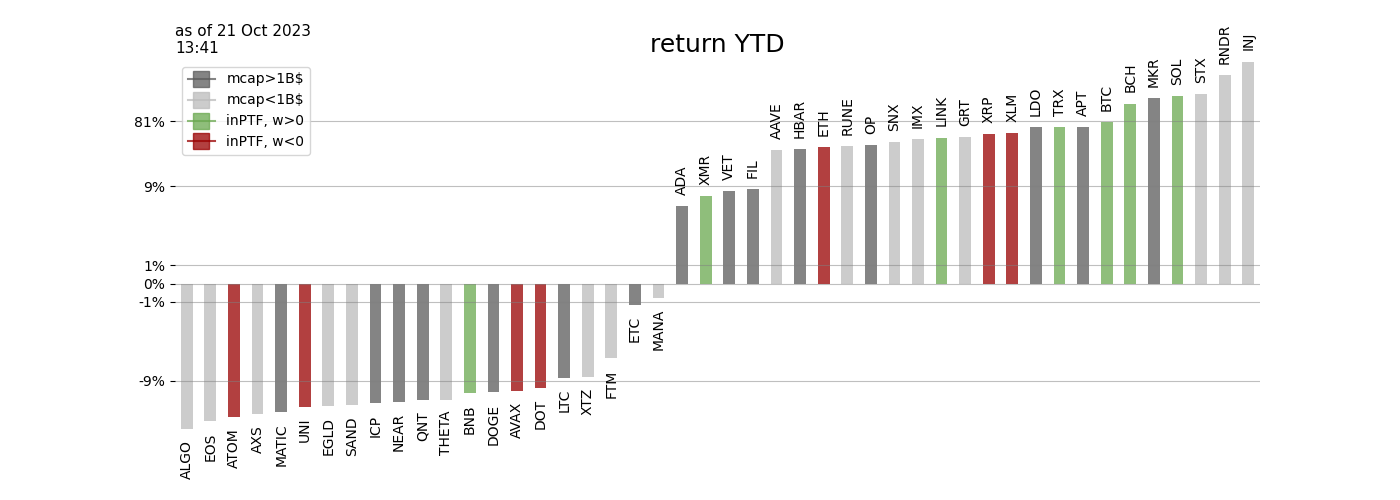 as of 21 Oct 2023
13:41
return YTD
mcap>1B$
mcap<1B$
inPTF, w>0
inPTF, w<0
81%
9%
1%
0%
-1%
-9%
ALGO
EOS
ATOM
AXS
MATIC
UNI
EGLD
SAND
ICP
NEAR
QNT
THETA
BNB
DOGE
AVAX
DOT
LTC
XTZ
FTM
ETC
MANA
ADA
XMR
VET
FIL
AAVE
HBAR
ETH
RUNE
OP
SNX
IMX
LINK
GRT
XRP
XLM
LDO
TRX
APT
BTC
BCH
MKR
SOL
STX
RNDR
INJ